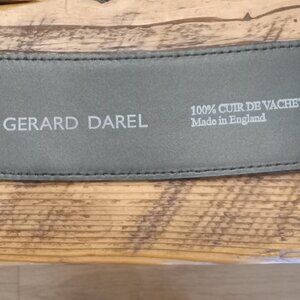 GERARD DAREL
100% CUIR DE VACHE
Made in England